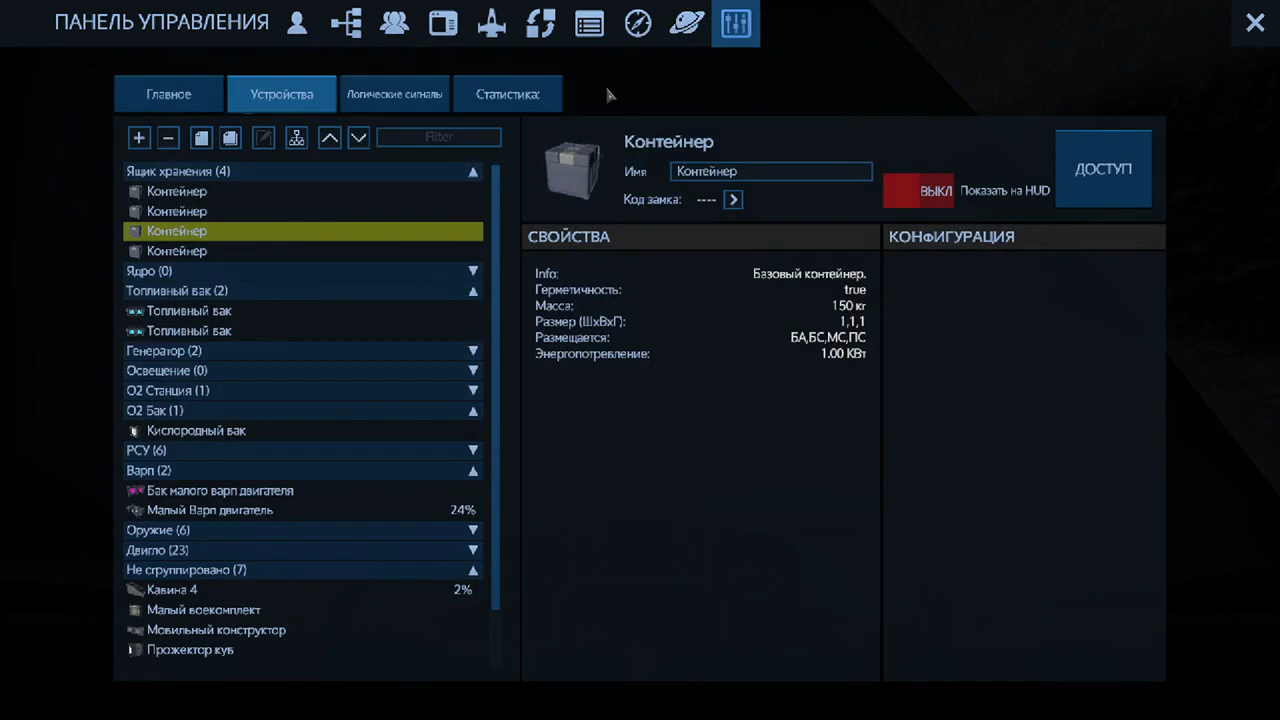 ПАНЕЛЬ УПРАВЛЕНИЯ
Главное
Устройства
Логические сигналы
Статистика:
Filter
Ящик хранения (4)
Контейнер
Контейнер
Контейнер
Контейнер
Ядро (0)
Топливный бак (2)
Топливный бак
Топливный бак
Генератор (2)
Освещение (0)
О2 Станция (1)
О2 Бак (1)
Кислородный бак
РСУ (6)
Варп (2)
Бак малого варп двигателя
Малый Варп двигатель 24%
Оружие (6)
Двигло (23)
Не сгруппировано (7)
Кабина 4 2%
Малый боекомплект
Мобильный конструктор
Прожектор куб
Контейнер
Имя Контейнер
Код замка: ----
ВЫКЛ Показать на HUD
ДОСТУП
СВОЙСТВА
Info: Базовый контейнер.
Герметичность: true
Масса: 150 кг
Размер (ШxВxГ): 1,1,1
Размещается: БА,БС,МС,ПС
Энергопотребление: 1.00 КВт
КОНФИГУРАЦИЯ